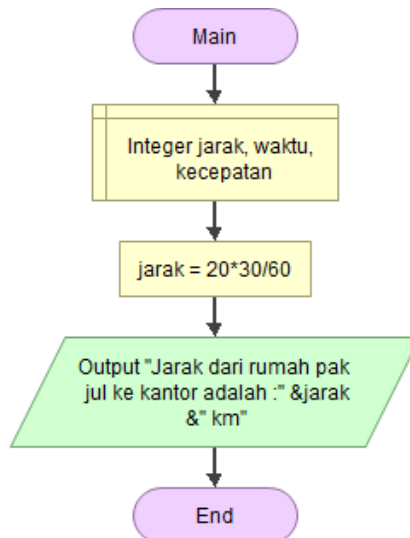 Main
Integer jarak, waktu,
kecepatan
jarak = 20*30/60
Output "Jarak dari rumah pak
jul ke kantor adalah :" &jarak
&" km"
End